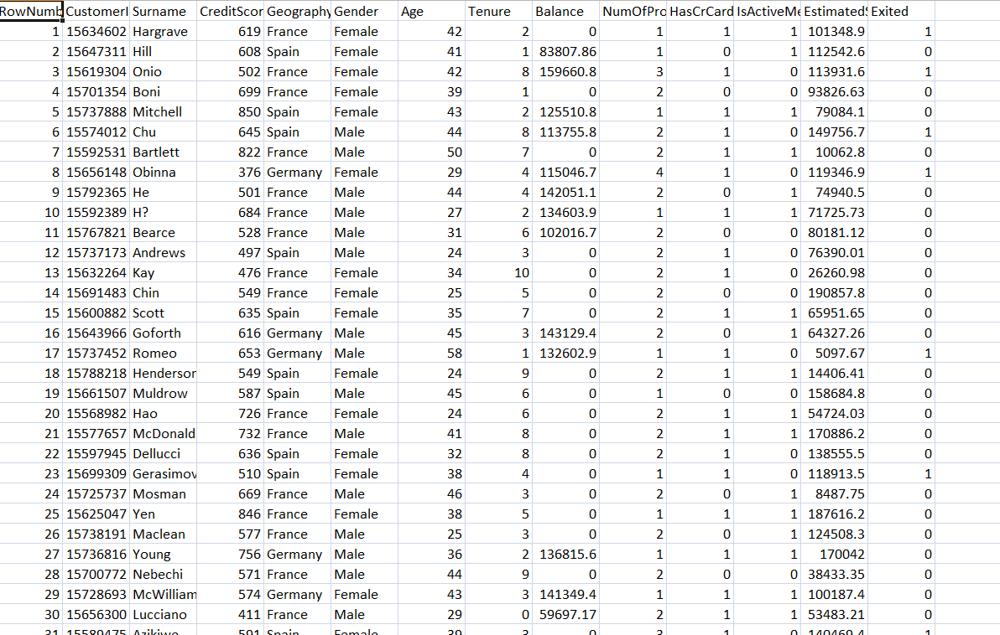 RowNumb CustomerI Surname CreditScor Geography Gender Age Tenure Balance NumOfPro HasCrCard IsActiveMe Estimated Exited
1 15634602 Hargrave 619 France Female 42 2 0 1 1 1 101348.9 1
2 15647311 Hill 608 Spain Female 41 1 83807.86 1 0 1 112542.6 0
3 15619304 Onio 502 France Female 42 8 159660.8 3 1 0 113931.6 1
4 15701354 Boni 699 France Female 39 1 0 2 0 0 93826.63 0
5 15737888 Mitchell 850 Spain Female 43 2 125510.8 1 1 1 79084.1 0
6 15574012 Chu 645 Spain Male 44 8 113755.8 2 1 0 149756.7 1
7 15592531 Bartlett 822 France Male 50 7 0 2 1 1 10062.8 0
8 15656148 Obinna 376 Germany Female 29 4 115046.7 4 1 0 119346.9 1
9 15792365 He 501 France Male 44 4 142051.1 2 0 1 74940.5 0
10 15592389 H? 684 France Male 27 2 134603.9 1 1 1 71725.73 0
11 15767821 Bearce 528 France Male 31 6 102016.7 2 0 0 80181.12 0
12 15737173 Andrews 497 Spain Male 24 3 0 2 1 0 76390.01 0
13 15632264 Kay 476 France Female 34 10 0 2 1 0 26260.98 0
14 15691483 Chin 549 France Female 25 5 0 2 0 0 190857.8 0
15 15600882 Scott 635 Spain Female 35 7 0 2 1 1 65951.65 0
16 15643966 Goforth 616 Germany Male 45 3 143129.4 2 0 1 64327.26 0
17 15737452 Romeo 653 Germany Male 58 1 132602.9 1 1 0 5097.67 1
18 15788218 Henderson 549 Spain Female 24 9 0 2 1 1 14406.41 0
19 15661507 Muldrow 587 Spain Male 45 6 0 1 0 0 158684.8 0
20 15568982 Hao 726 France Female 24 6 0 2 1 1 54724.03 0
21 15577657 McDonald 732 France Male 41 8 0 2 1 1 170886.2 0
22 15597945 Dellucci 636 Spain Female 32 8 0 2 1 0 138555.5 0
23 15699309 Gerasimov 510 Spain Female 38 4 0 1 1 0 118913.5 1
24 15725737 Mosman 669 France Male 46 3 0 2 0 1 8487.75 0
25 15625047 Yen 846 France Female 38 5 0 1 1 1 187616.2 0
26 15738191 Maclean 577 France Male 25 3 0 2 0 1 124508.3 0
27 15736816 Young 756 Germany Male 36 2 136815.6 1 1 1 170042 0
28 15700772 Nebechi 571 France Male 44 9 0 2 0 0 38433.35 0
29 15728693 McWilliam 574 Germany Female 43 3 141349.4 1 1 1 100187.4 0
30 15656300 Lucciano 411 France Male 29 0 59697.17 2 1 1 53483.21 0
31 15589475 Azikiwe 591 Spain Female 39 3 0 3 1 0 140469.4 1